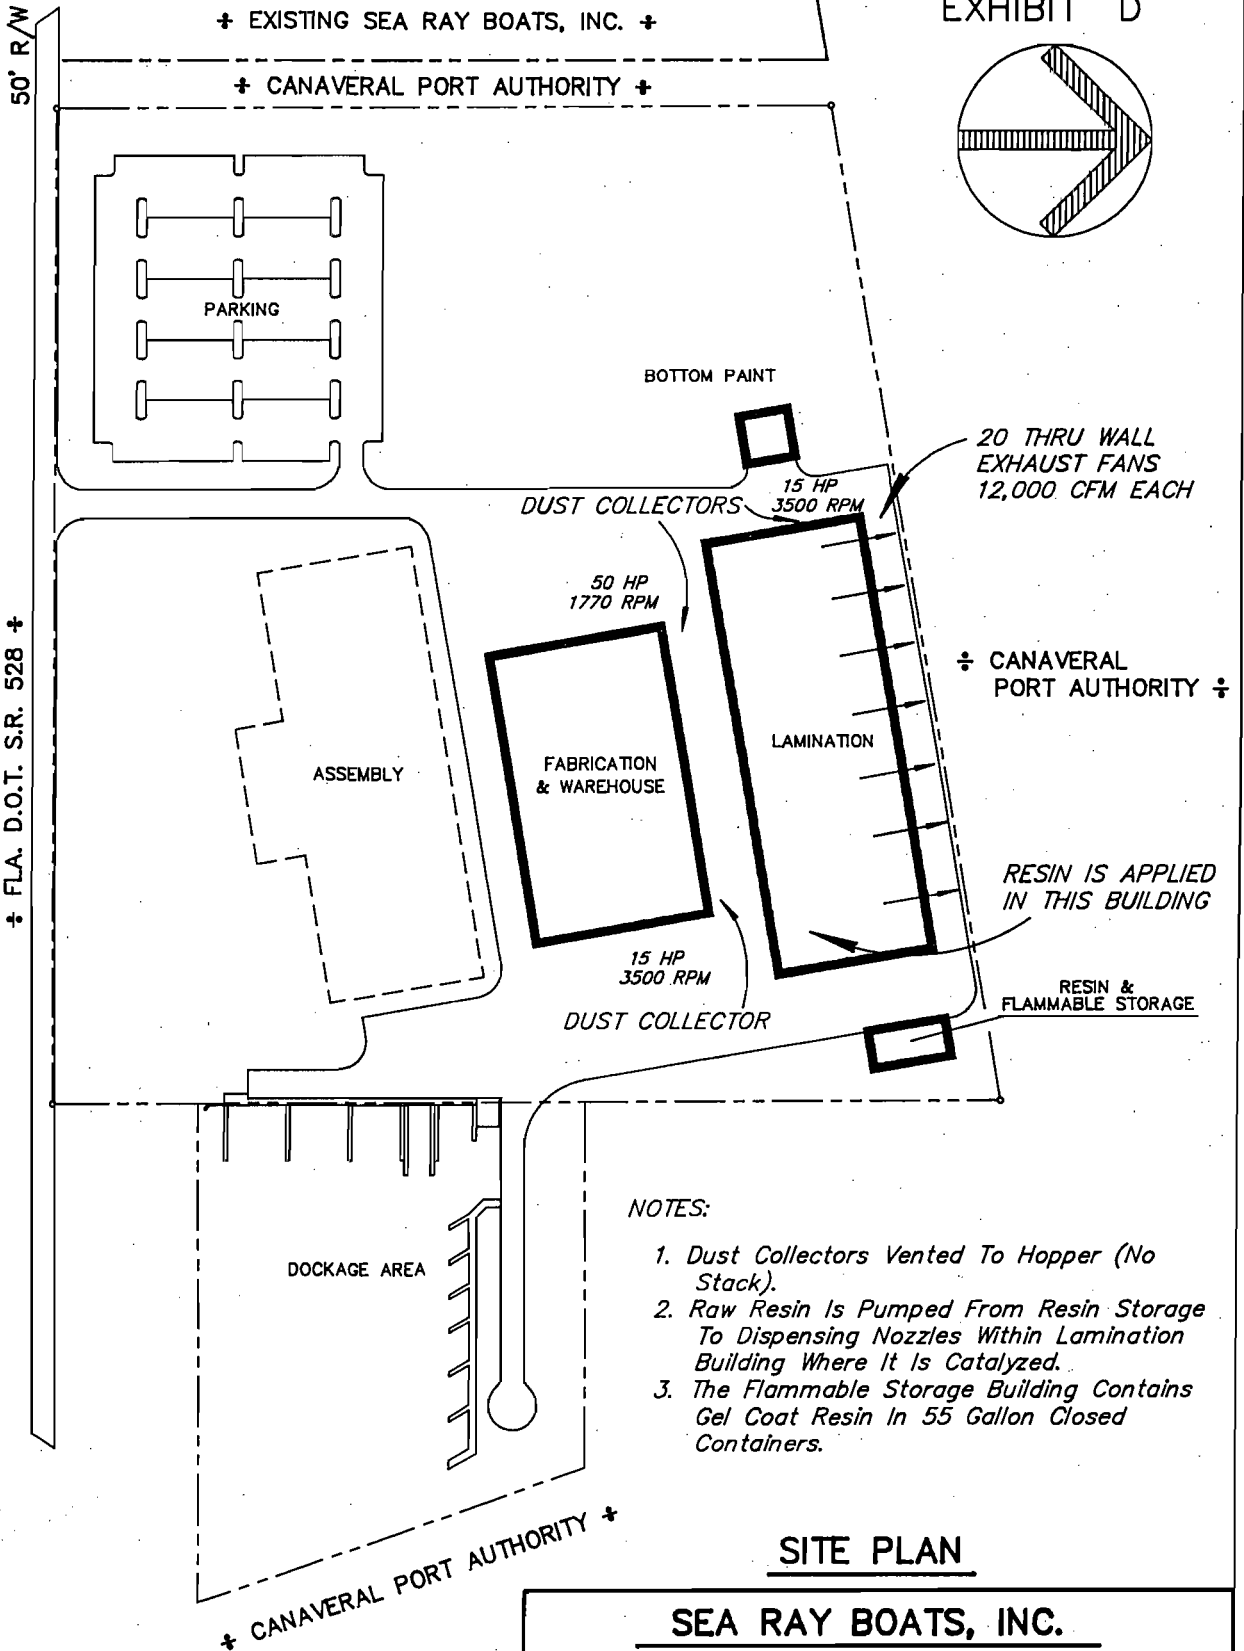 EXHIBIT D
50' R/W
÷ EXISTING SEA RAY BOATS, INC. ÷
÷ CANAVERAL PORT AUTHORITY ÷
PARKING
BOTTOM PAINT
20 THRU WALL
EXHAUST FANS
12,000 CFM EACH
15 HP
3500 RPM
DUST COLLECTORS
50 HP
1770 RPM
÷ FLA. D.O.T. S.R. 528 ÷
÷ CANAVERAL
PORT AUTHORITY ÷
LAMINATION
ASSEMBLY
FABRICATION
& WAREHOUSE
RESIN IS APPLIED
IN THIS BUILDING
15 HP
3500 RPM
RESIN &
FLAMMABLE STORAGE
DUST COLLECTOR
NOTES:
1. Dust Collectors Vented To Hopper (No
Stack).
2. Raw Resin Is Pumped From Resin Storage
To Dispensing Nozzles Within Lamination
Building Where It Is Catalyzed.
3. The Flammable Storage Building Contains
Gel Coat Resin In 55 Gallon Closed
Containers.
DOCKAGE AREA
÷ CANAVERAL PORT AUTHORITY ÷
SITE PLAN
SEA RAY BOATS, INC.